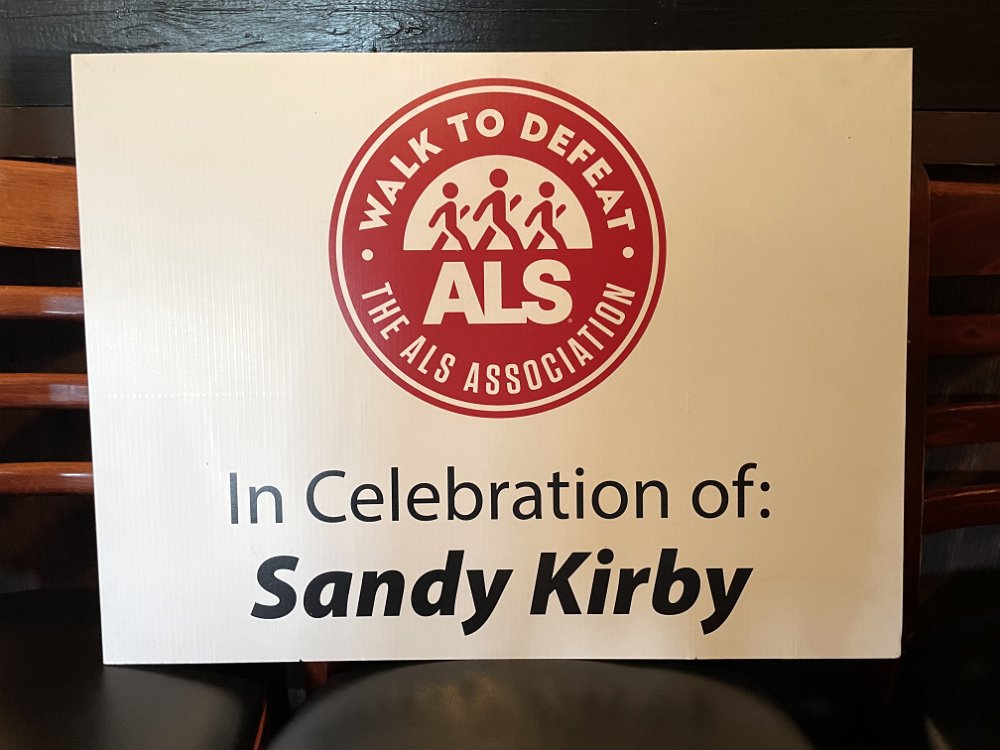 WALK TO DEFEAT
ALS
THE ALS ASSOCIATION
In Celebration of:
Sandy Kirby